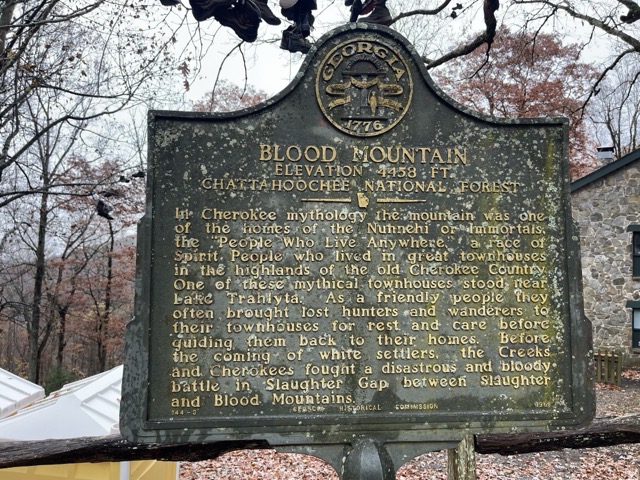 GEORGIA
1776
BLOOD MOUNTAIN
ELEVATION 4458 FT.
CHATTAHOOCHEE NATIONAL FOREST
In Cherokee mythology the mountain was one
of the homes of the Nunnehi or Immortals,
the "People Who Live Anywhere," a race of
Spirit People who lived in great townhouses
in the highlands of the old Cherokee Country.
One of these mythical townhouses stood near
Lake Trahlyta. As a friendly people they
often brought lost hunters and wanderers to
their townhouses for rest and care before
guiding them back to their homes. Before
the coming of white settlers, the Creeks
and Cherokees fought a disastrous and bloody
battle in Slaughter Gap between Slaughter
and Blood Mountains.
144-3 GEORGIA HISTORICAL COMMISSION